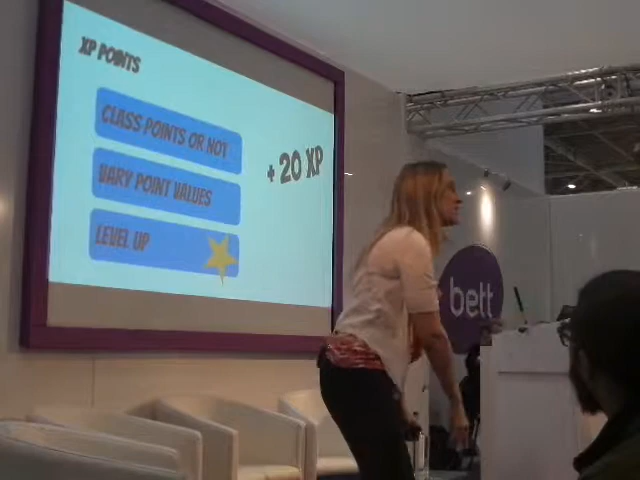 XP POINTS
CLASS POINTS OR NOT
VARY POINT VALUES
LEVEL UP
+ 20 XP
bett